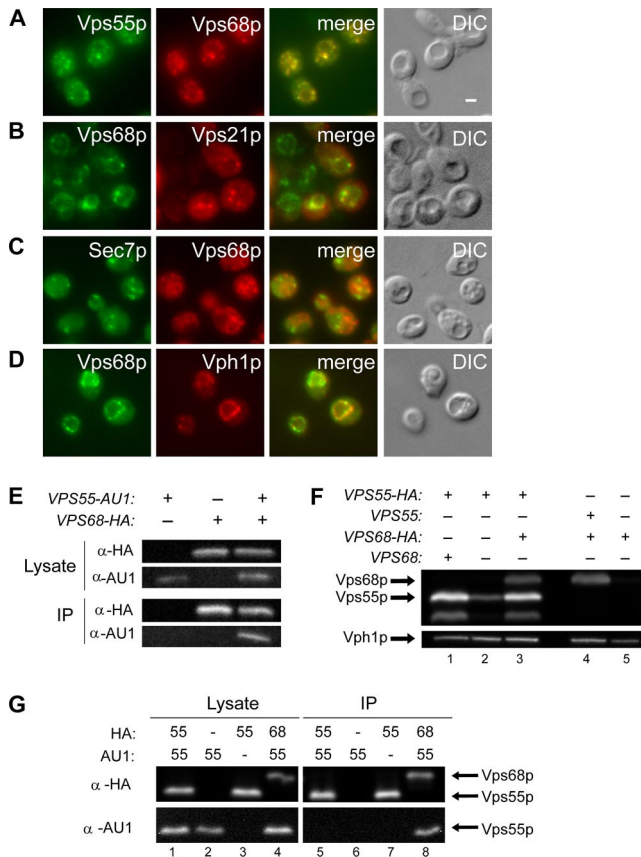 A Vps55p Vps68p merge DIC
B Vps68p Vps21p merge DIC
C Sec7p Vps68p merge DIC
D Vps68p Vph1p merge DIC
E VPS55-AU1: + – +
VPS68-HA: – + +
Lysate α-HA
α-AU1
IP α-HA
α-AU1
F VPS55-HA: + + + – –
VPS55: – – – + –
VPS68-HA: – – + + +
VPS68: + – – – –
Vps68p
Vps55p
Vph1p
1 2 3 4 5
G Lysate IP
HA: 55 - 55 68 55 - 55 68
AU1: 55 55 - 55 55 55 - 55
α-HA Vps68p
Vps55p
α-AU1 Vps55p
1 2 3 4 5 6 7 8